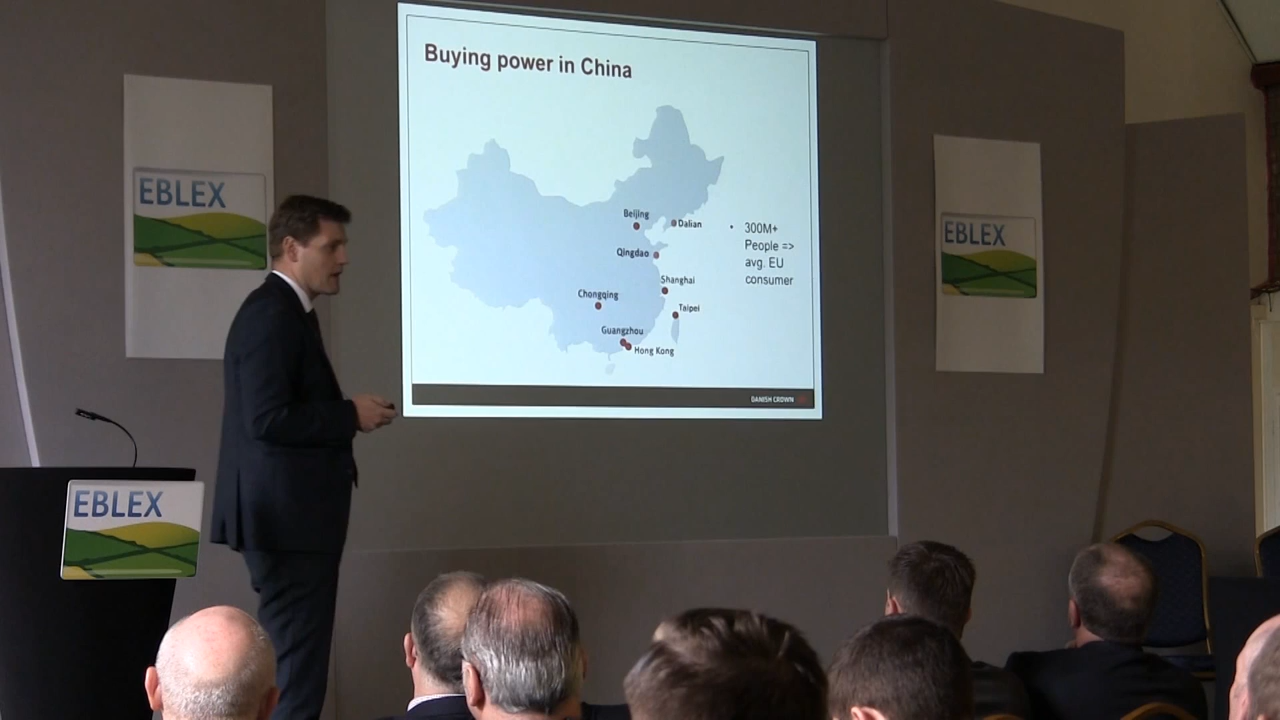 Buying power in China
EBLEX
EBLEX
Beijing
Dalian
Qingdao
• 300M+
People =>
avg. EU
consumer
Shanghai
Chongqing
Taipei
Guangzhou
Hong Kong
DANISH CROWN
EBLEX